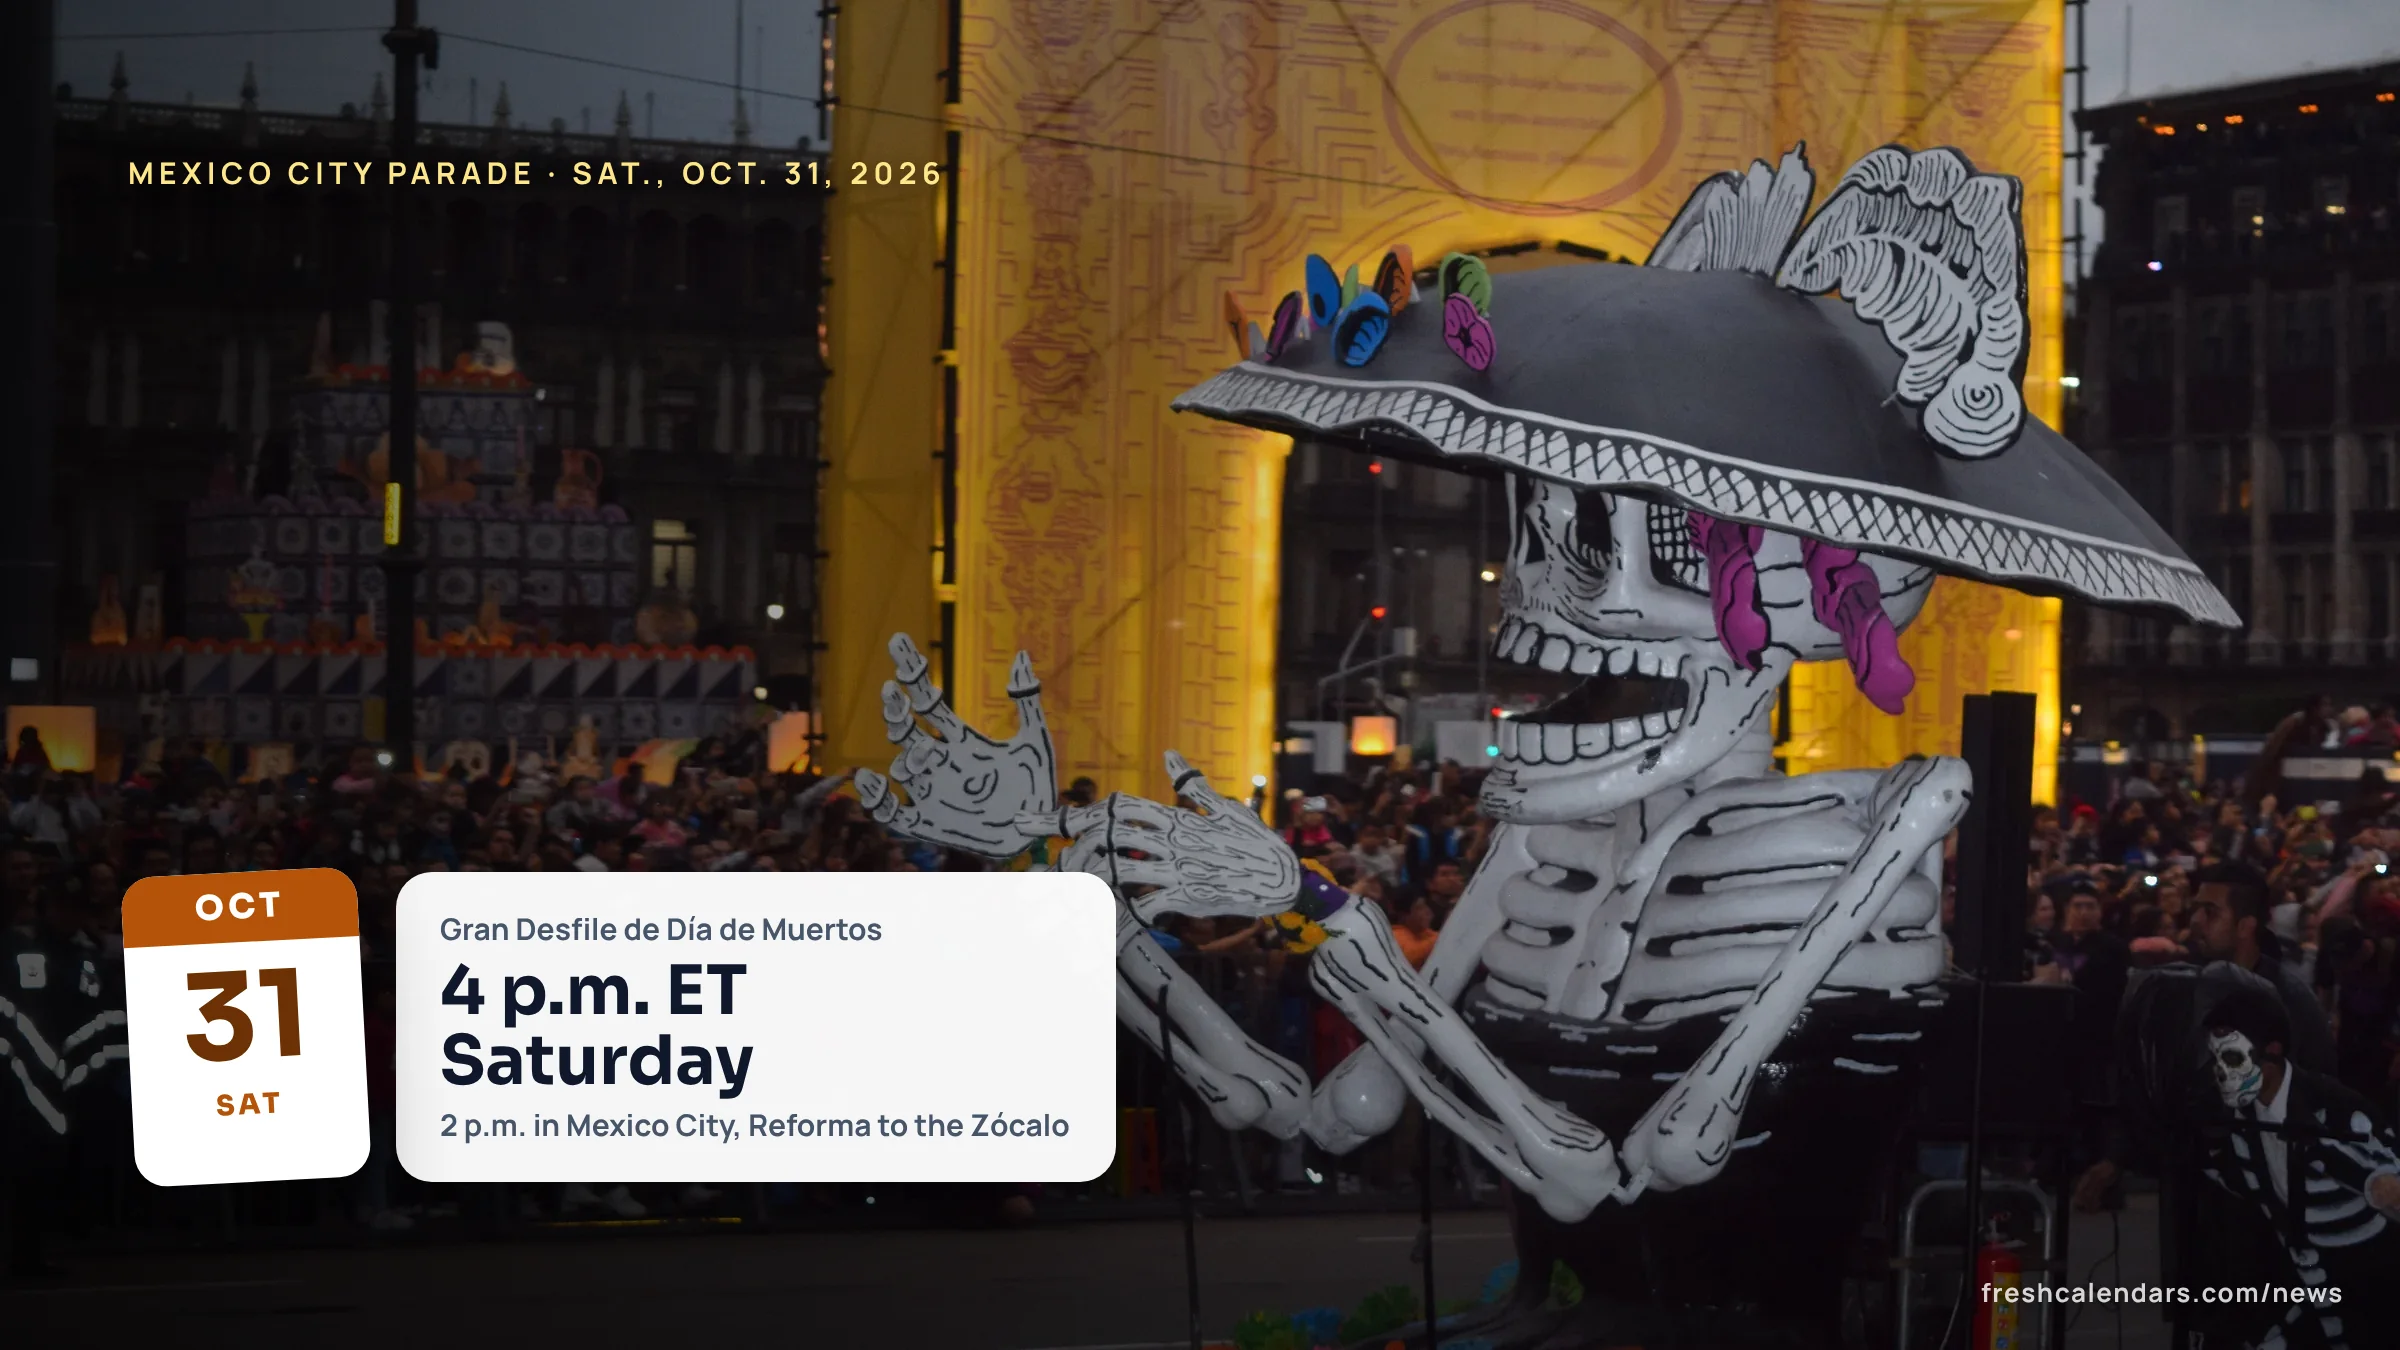 MEXICO CITY PARADE · SAT., OCT. 31, 2026
OCT
31
SAT
Gran Desfile de Día de Muertos
4 p.m. ET
Saturday
2 p.m. in Mexico City, Reforma to the Zócalo
freshcalendars.com/news